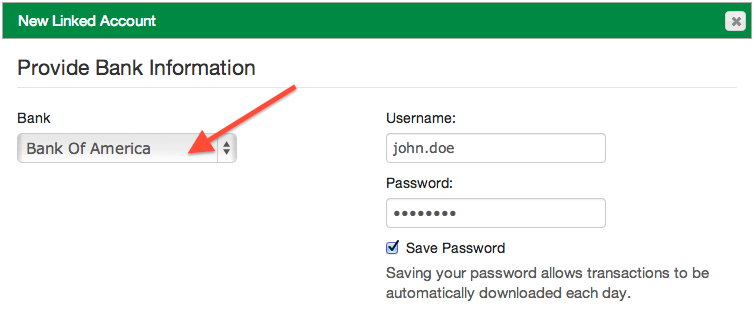 New Linked Account
Provide Bank Information
Bank
Bank Of America
Username:
john.doe
Password:
••••••••
Save Password
Saving your password allows transactions to be
automatically downloaded each day.